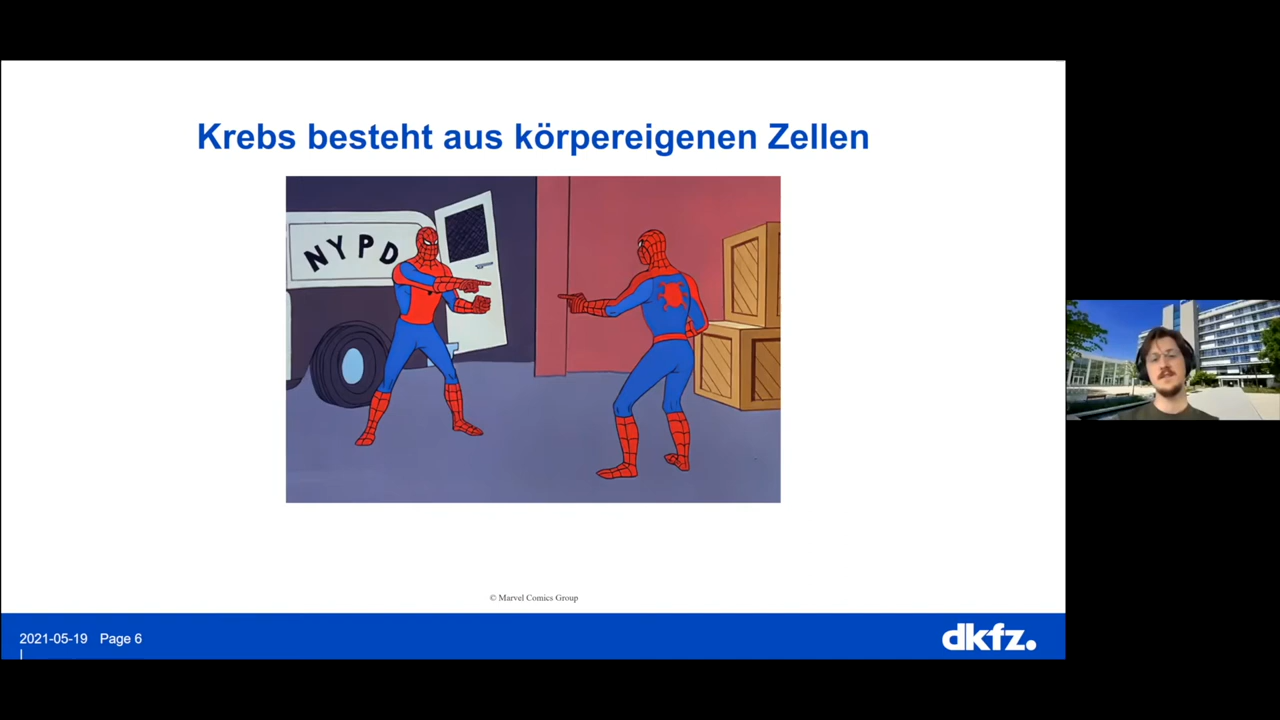 Krebs besteht aus körpereigenen Zellen
NYPD
© Marvel Comics Group
2021-05-19 Page 6
|
dkfz.